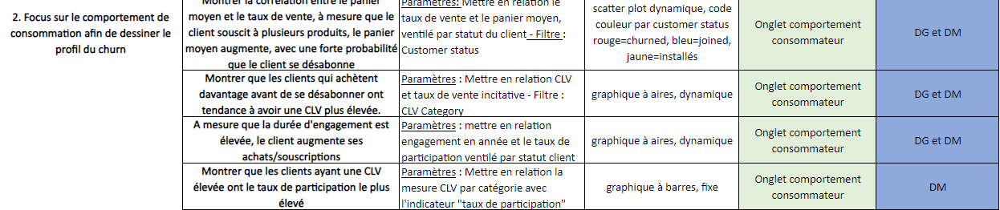 2. Focus sur le comportement de
consommation afin de dessiner le
profil du churn
Montrer la corrélation entre le panier
moyen et le taux de vente, à mesure que le
client souscit à plusieurs produits, le panier
moyen augmente, avec une forte probabilité
que le client se désabonne
Paramètres: Mettre en relation le
taux de vente et le panier moyen,
ventilé par statut du client - Filtre :
Customer status
scatter plot dynamique, code
couleur par customer status
rouge=churned, bleu=joined,
jaune=installés
Onglet comportement
consommateur
DG et DM
Montrer que les clients qui achètent
davantage avant de se désabonner ont
tendance à avoir une CLV plus élevée.
Paramètres : Mettre en relation CLV
et taux de vente incitative - Filtre :
CLV Category
graphique à aires, dynamique
Onglet comportement
consommateur
DG et DM
A mesure que la durée d'engagement est
élevée, le client augmente ses
achats/souscriptions
Paramètres : mettre en relation
engagement en année et le taux de
participation ventilé par statut client
graphique à aires, dynamique
Onglet comportement
consommateur
DG et DM
Montrer que les clients ayant une CLV
élevée ont le taux de participation le plus
élevé
Paramètres : Mettre en relation la
mesure CLV par catégorie avec
l'indicateur "taux de participation"
graphique à barres, fixe
Onglet comportement
consommateur
DM